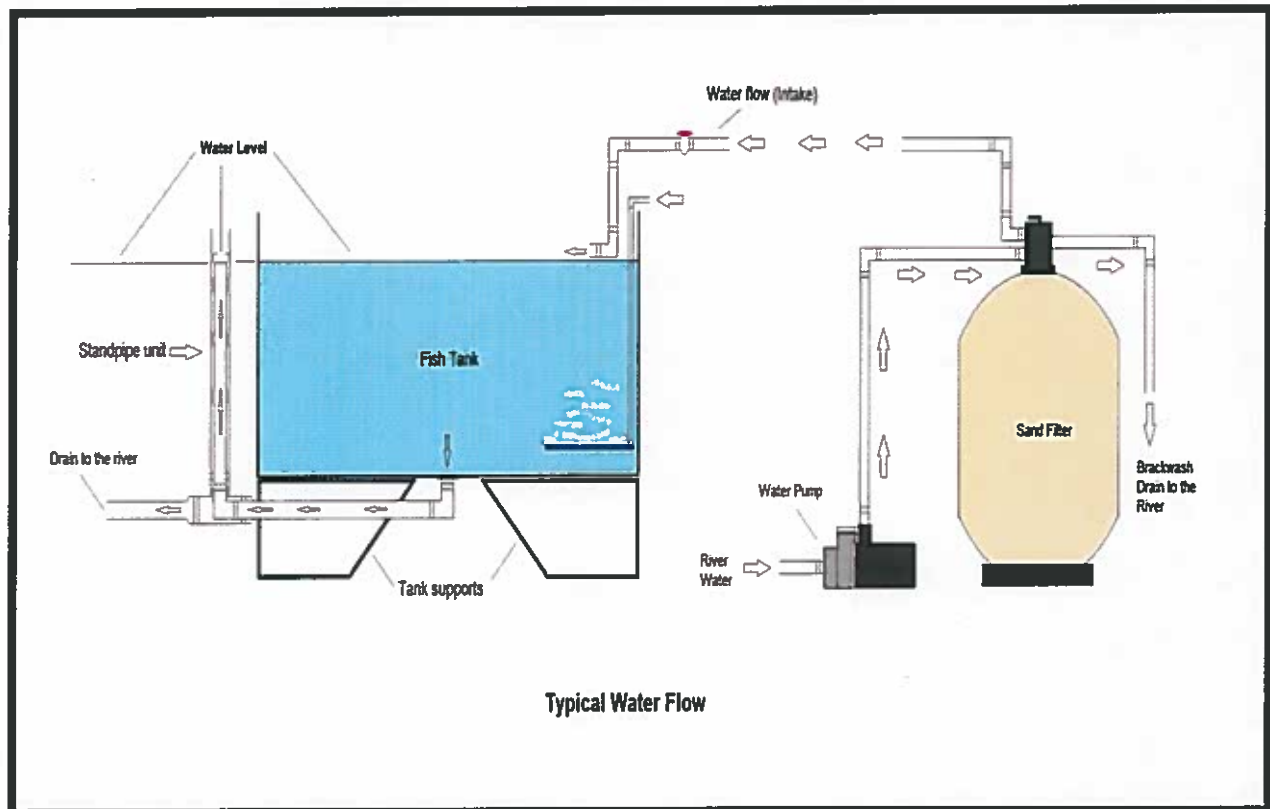 Water flow (Intake)
Water Level
Standpipe unit
Fish Tank
Drain to the river
Sand Filter
Water Pump
Brackwash
Drain to the
River
River
Water
Tank supports
Typical Water Flow